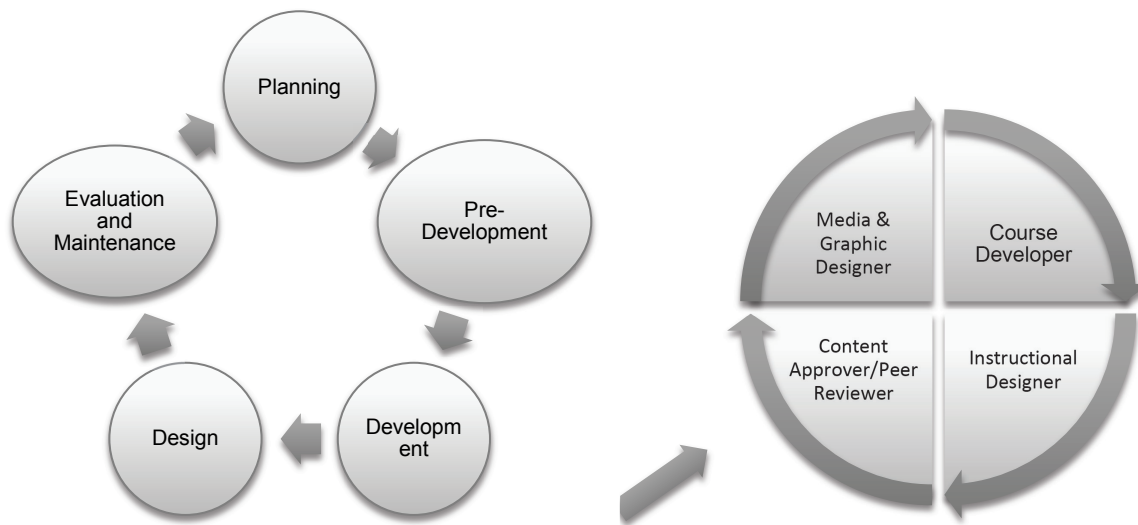 Planning
Pre-
Development
Developm
ent
Design
Evaluation
and
Maintenance
Media &
Graphic
Designer
Course
Developer
Instructional
Designer
Content
Approver/Peer
Reviewer